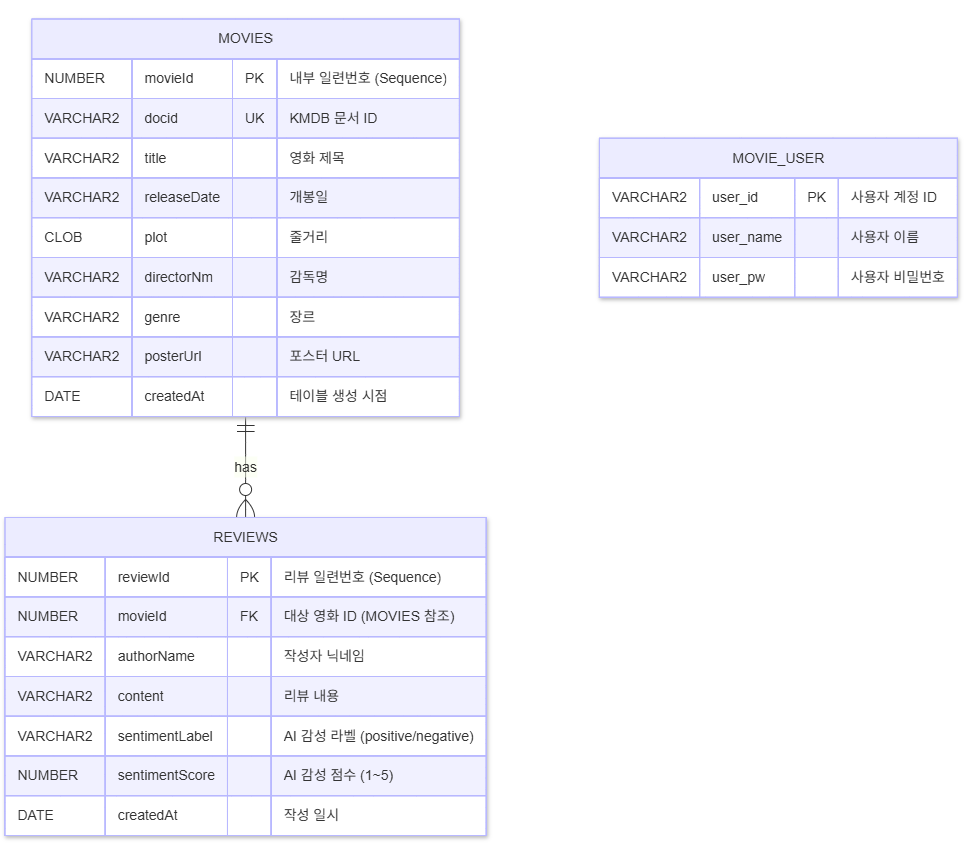 MOVIES
NUMBER movieId PK 내부 일련번호 (Sequence)
VARCHAR2 docid UK KMDB 문서 ID
VARCHAR2 title 영화 제목
VARCHAR2 releaseDate 개봉일
CLOB plot 줄거리
VARCHAR2 directorNm 감독명
VARCHAR2 genre 장르
VARCHAR2 posterUrl 포스터 URL
DATE createdAt 테이블 생성 시점
MOVIE_USER
VARCHAR2 user_id PK 사용자 계정 ID
VARCHAR2 user_name 사용자 이름
VARCHAR2 user_pw 사용자 비밀번호
has
REVIEWS
NUMBER reviewId PK 리뷰 일련번호 (Sequence)
NUMBER movieId FK 대상 영화 ID (MOVIES 참조)
VARCHAR2 authorName 작성자 닉네임
VARCHAR2 content 리뷰 내용
VARCHAR2 sentimentLabel AI 감성 라벨 (positive/negative)
NUMBER sentimentScore AI 감성 점수 (1~5)
DATE createdAt 작성 일시